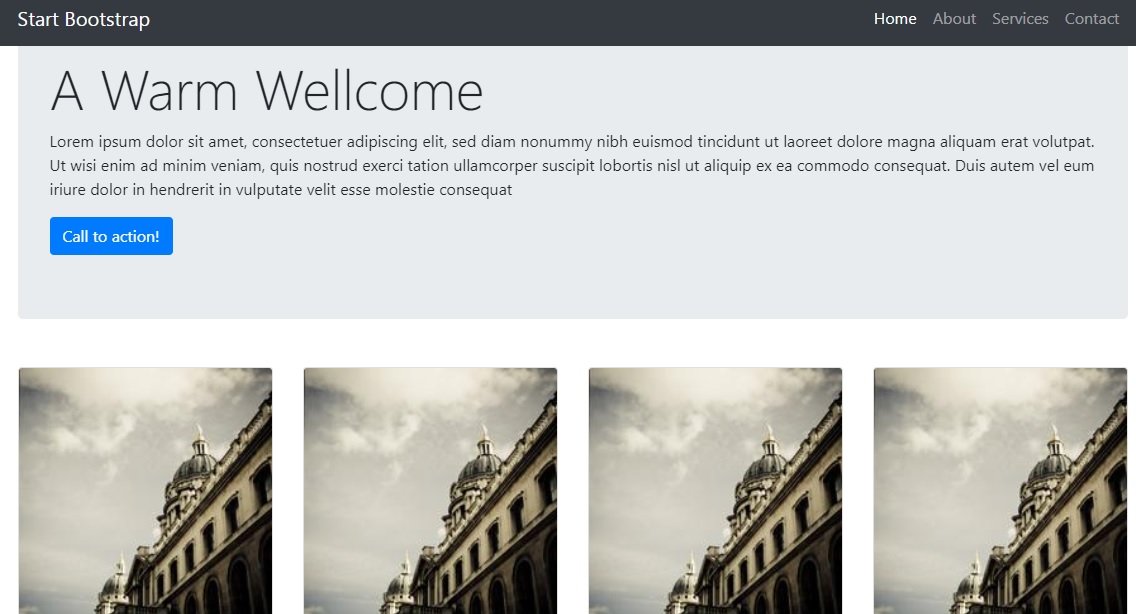 Start Bootstrap
Home About Services Contact
A Warm Wellcome
Lorem ipsum dolor sit amet, consectetuer adipiscing elit, sed diam nonummy nibh euismod tincidunt ut laoreet dolore magna aliquam erat volutpat.
Ut wisi enim ad minim veniam, quis nostrud exerci tation ullamcorper suscipit lobortis nisl ut aliquip ex ea commodo consequat. Duis autem vel eum
iriure dolor in hendrerit in vulputate velit esse molestie consequat
Call to action!